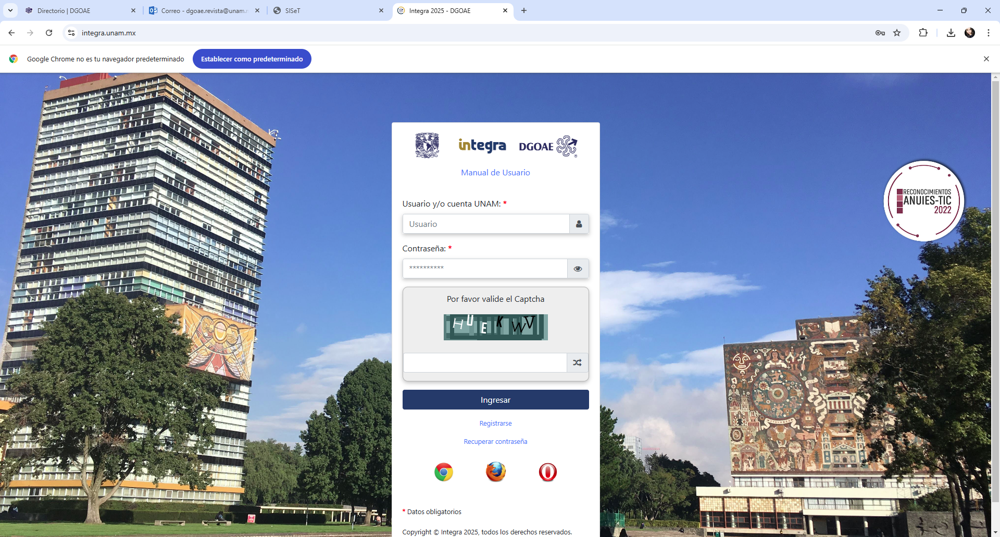 Directorio | DGOAE
Correo - dgoae.revista@unam.
SISeT
Integra 2025 - DGOAE
integra.unam.mx
Google Chrome no es tu navegador predeterminado
Establecer como predeterminado
integra
DGOAE
Manual de Usuario
RECONOCIMIENTOS
ANUIES-TIC
2022
Usuario y/o cuenta UNAM: *
Usuario
Contraseña: *
**********
Por favor valide el Captcha
HUEKWV
Ingresar
Registrarse
Recuperar contraseña
* Datos obligatorios
Copyright © Integra 2025, todos los derechos reservados.